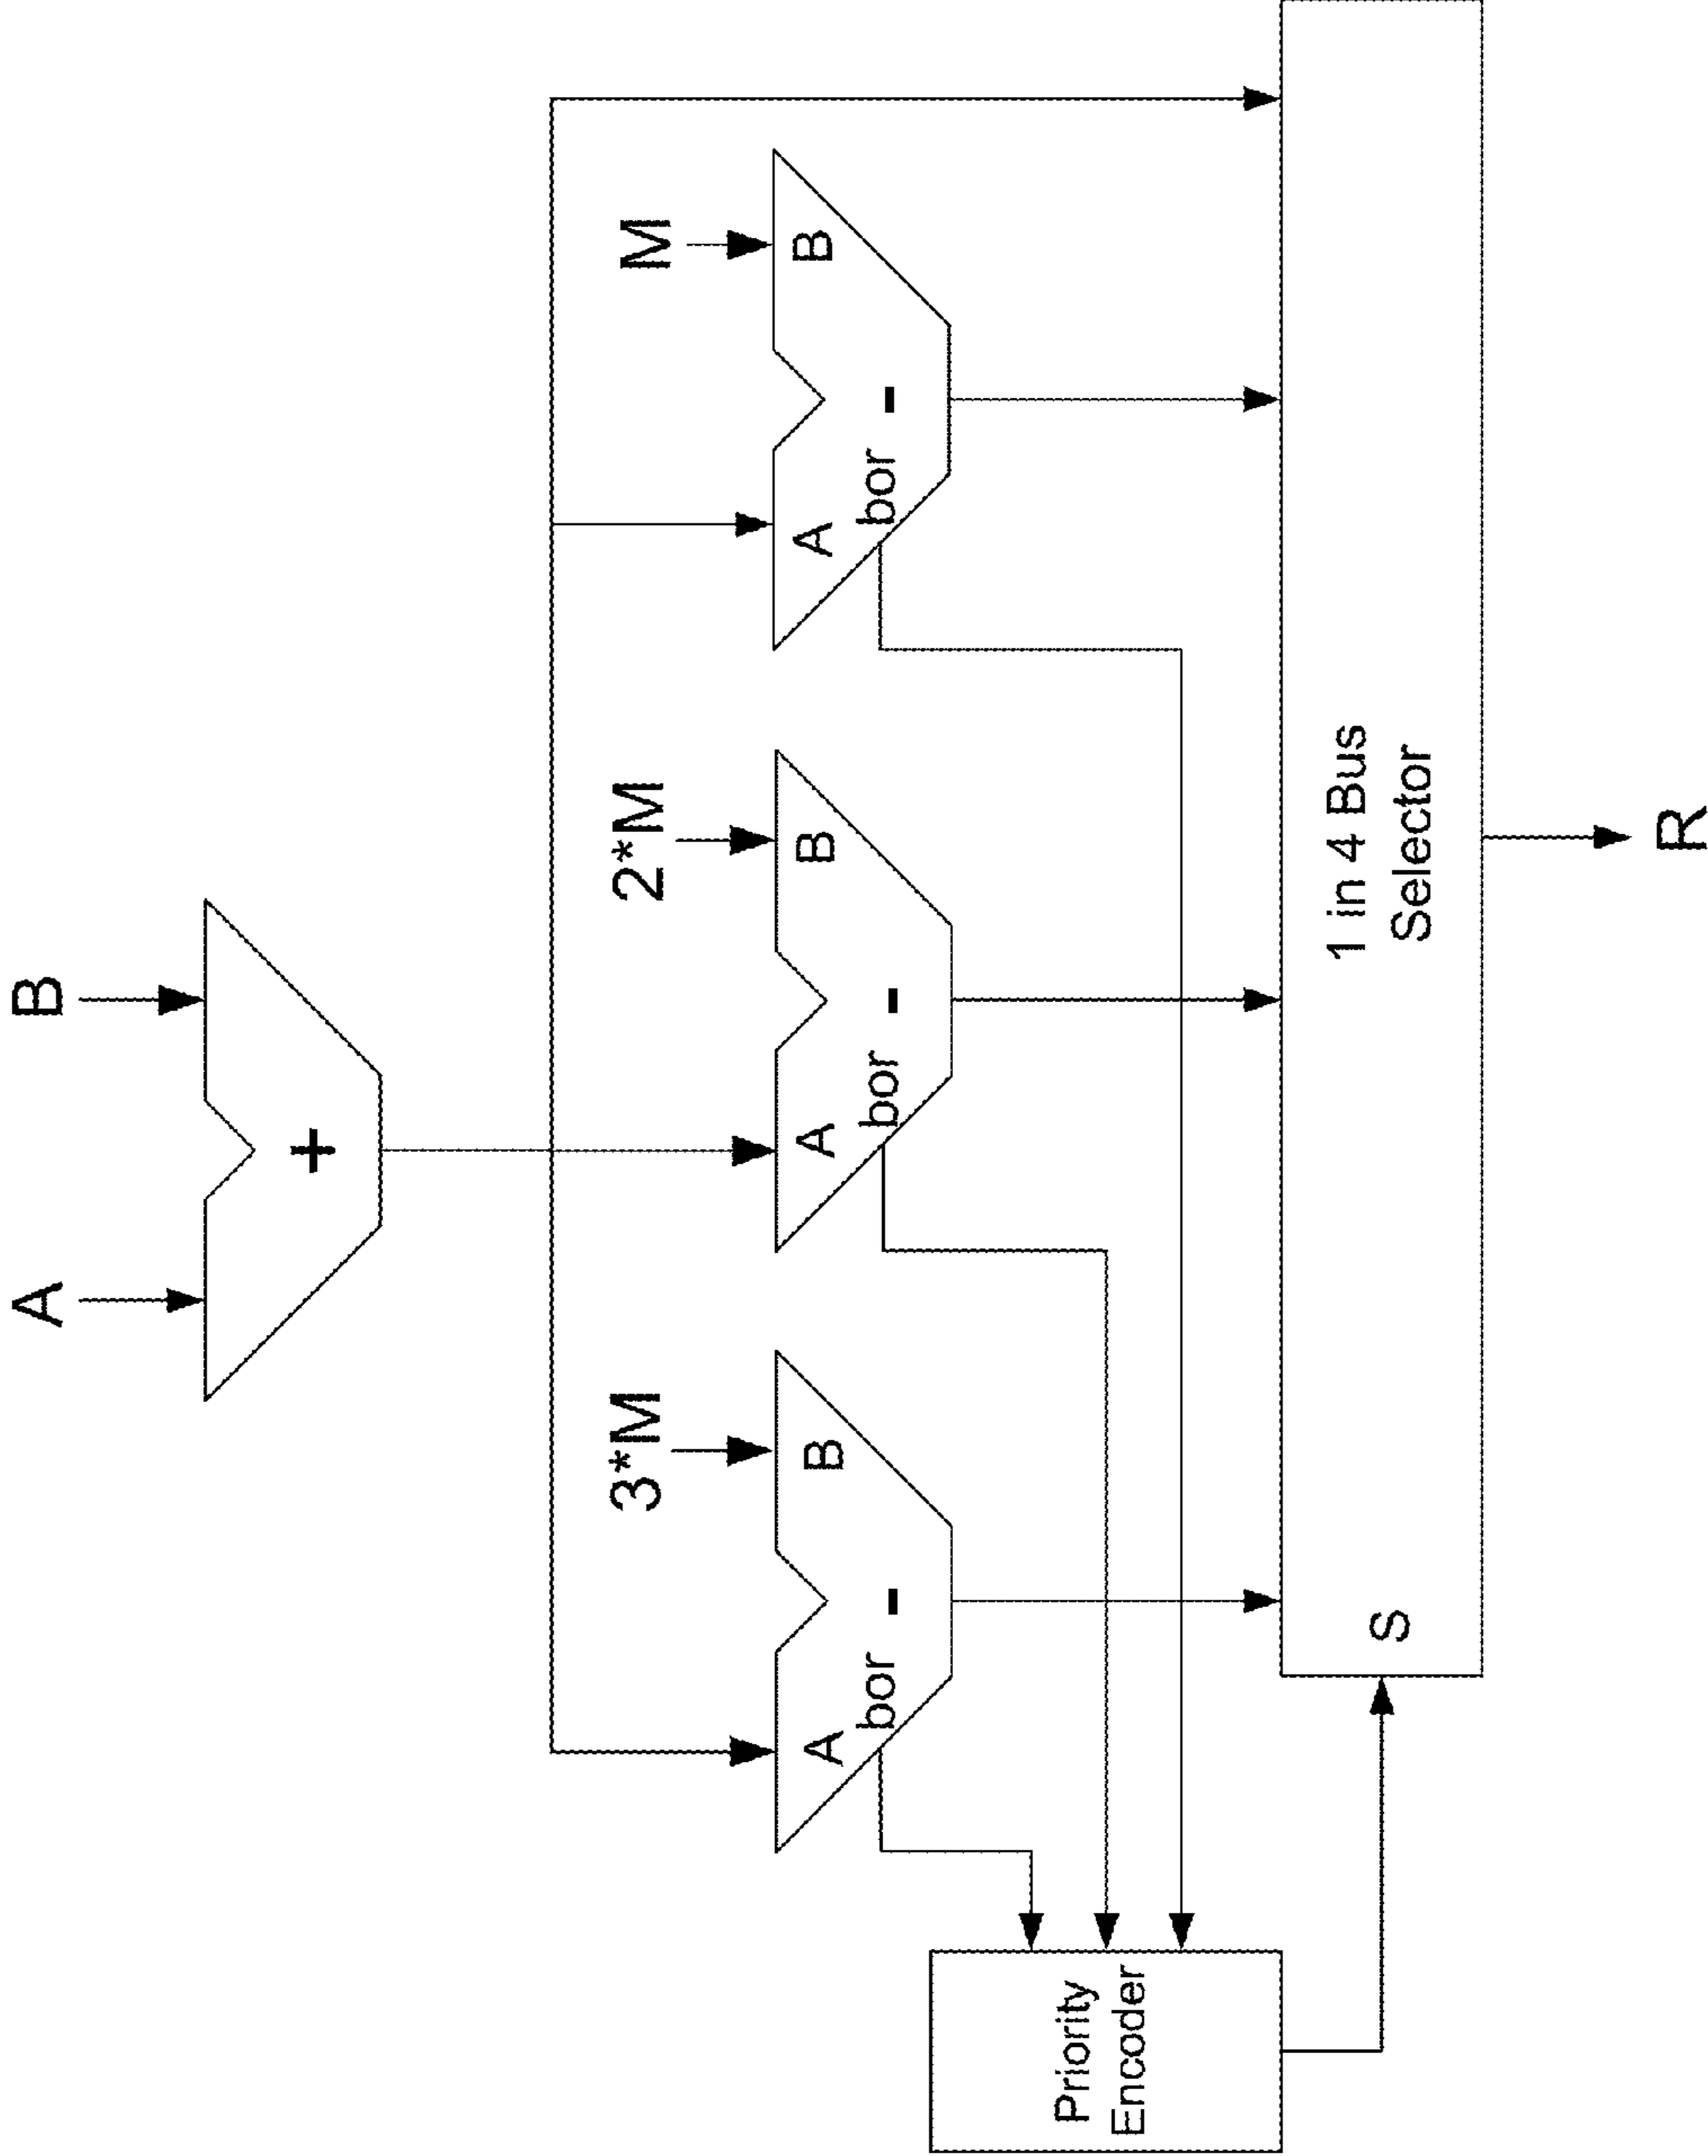 A B
+
3*M 2*M M
A B A B A B
bor - bor - bor -
Priority
Encoder
S
1 in 4 Bus
Selector
R